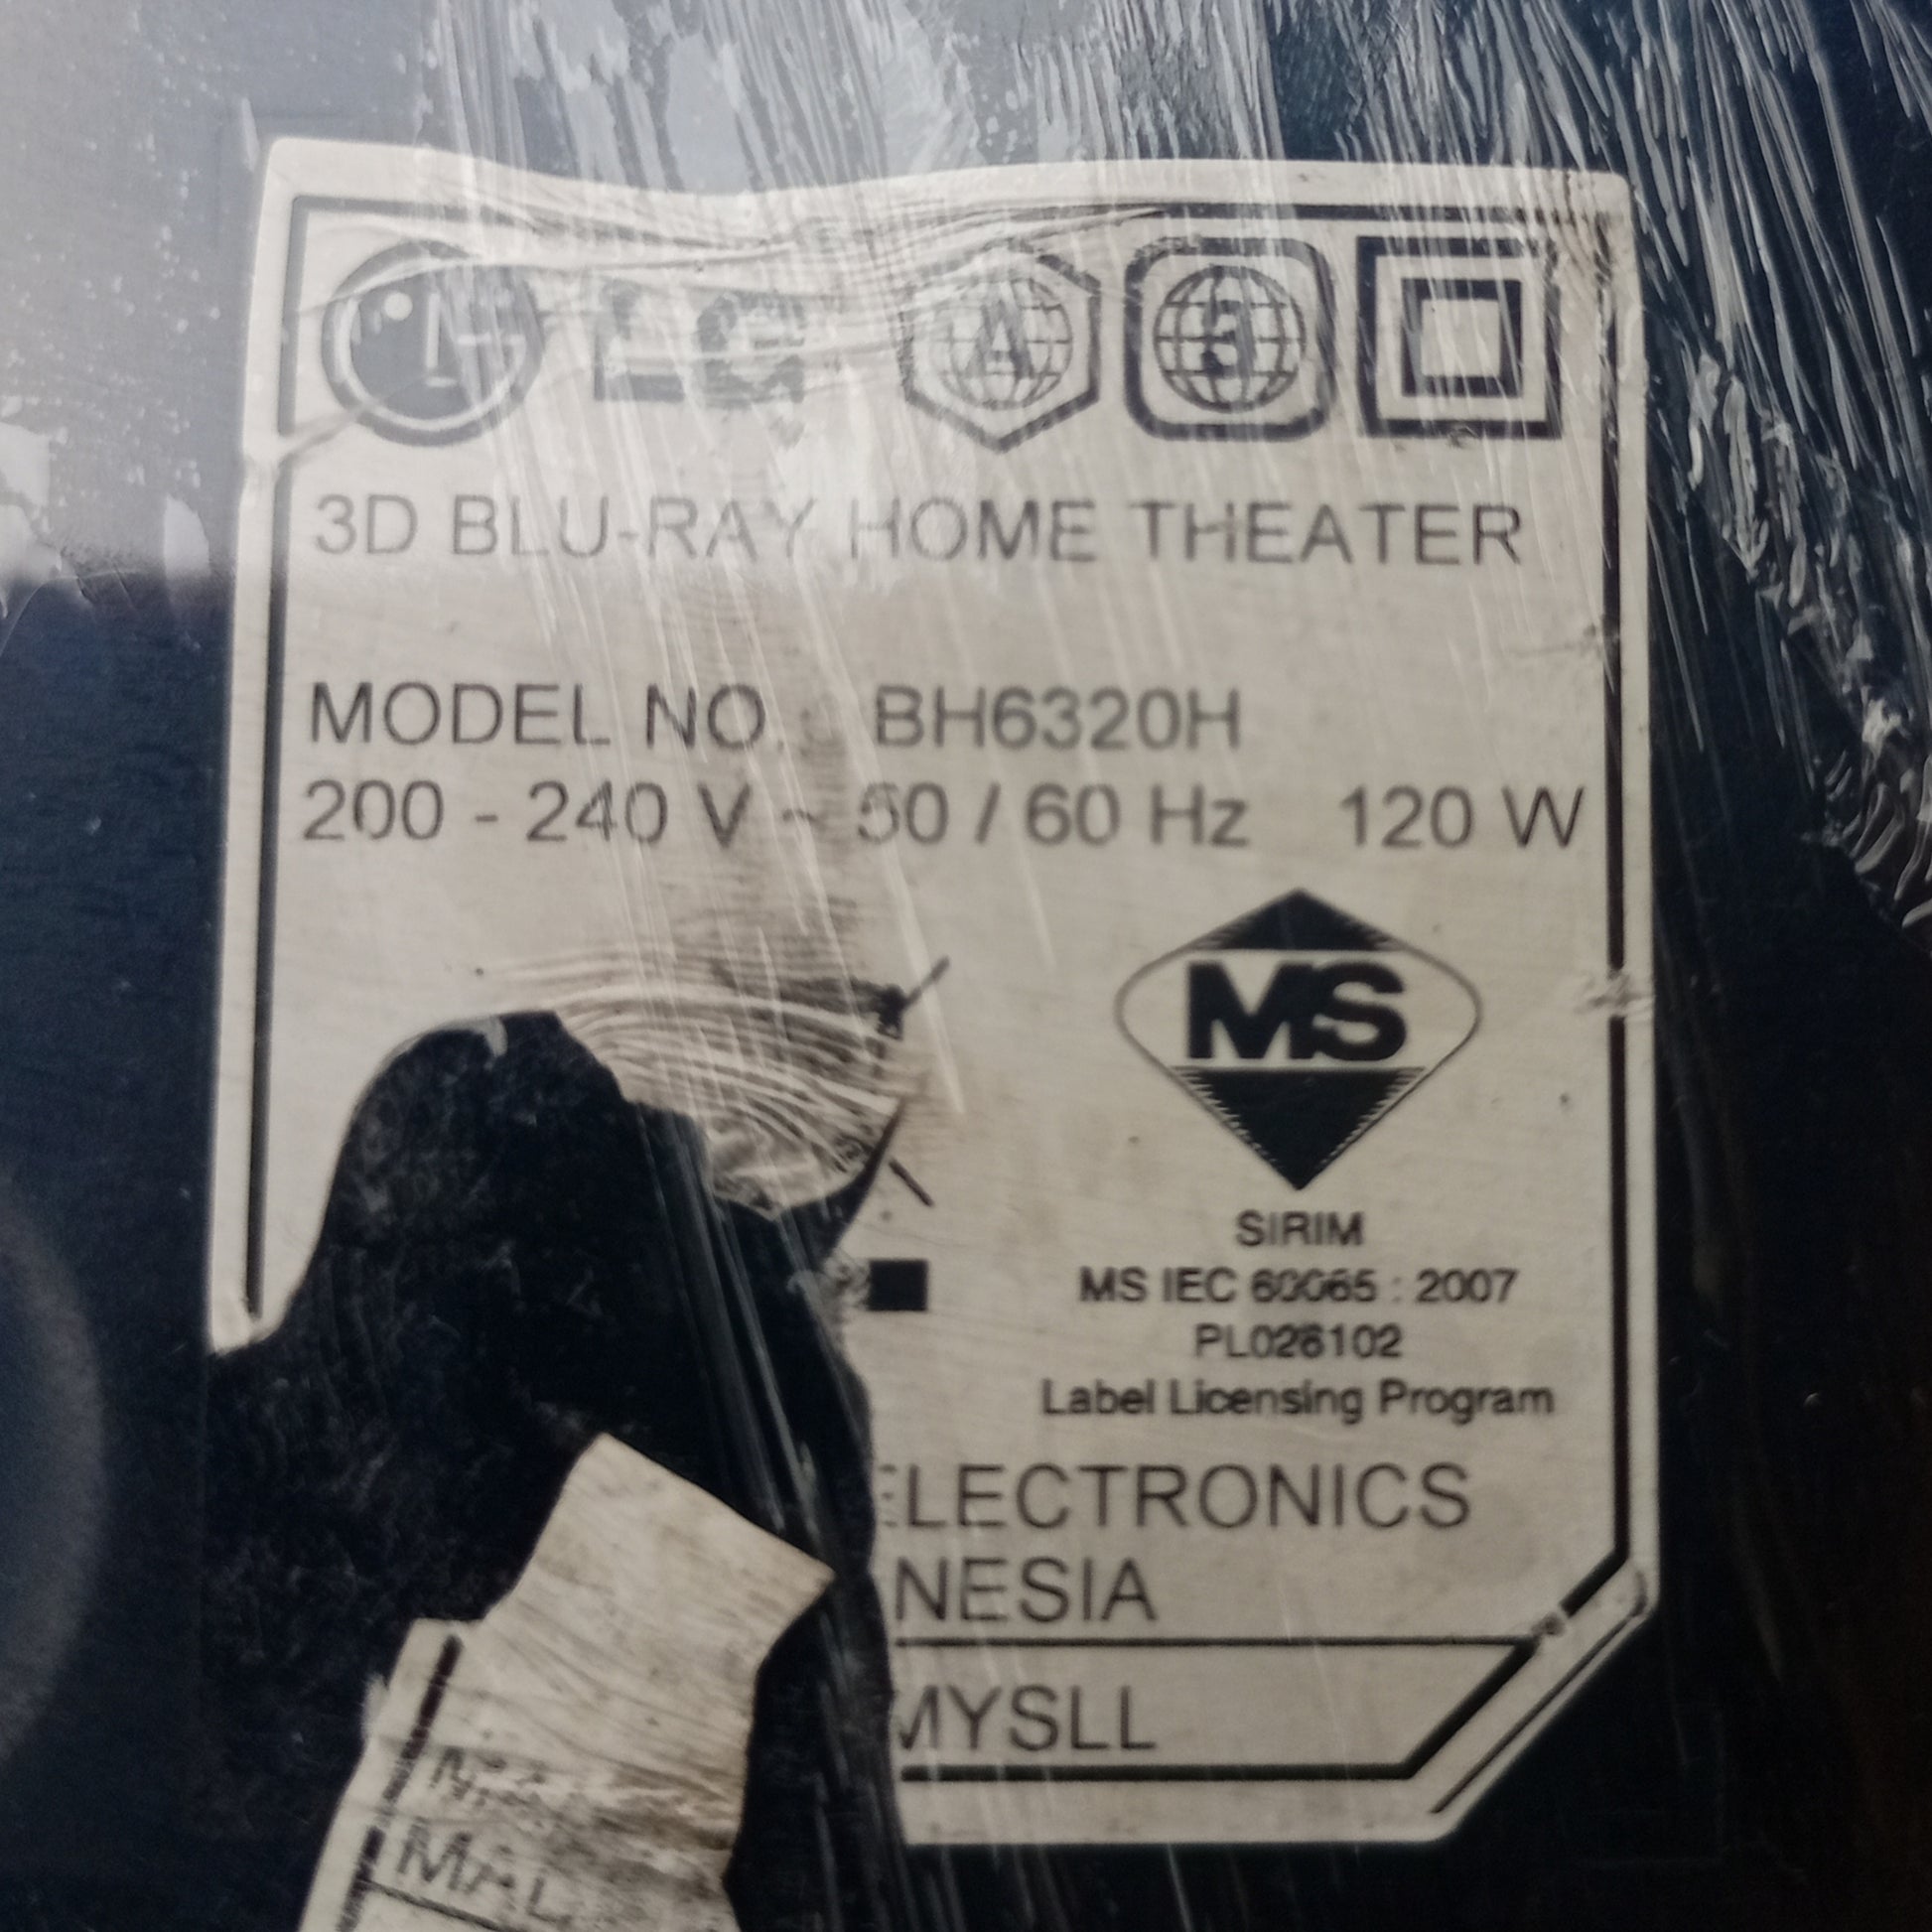 LG A 3
3D BLU-RAY HOME THEATER
MODEL NO. BH6320H
200 - 240 V ~ 50 / 60 Hz 120 W
MS
SIRIM
MS IEC 60065 : 2007
PL026102
Label Licensing Program
ELECTRONICS
NESIA
MYSLL